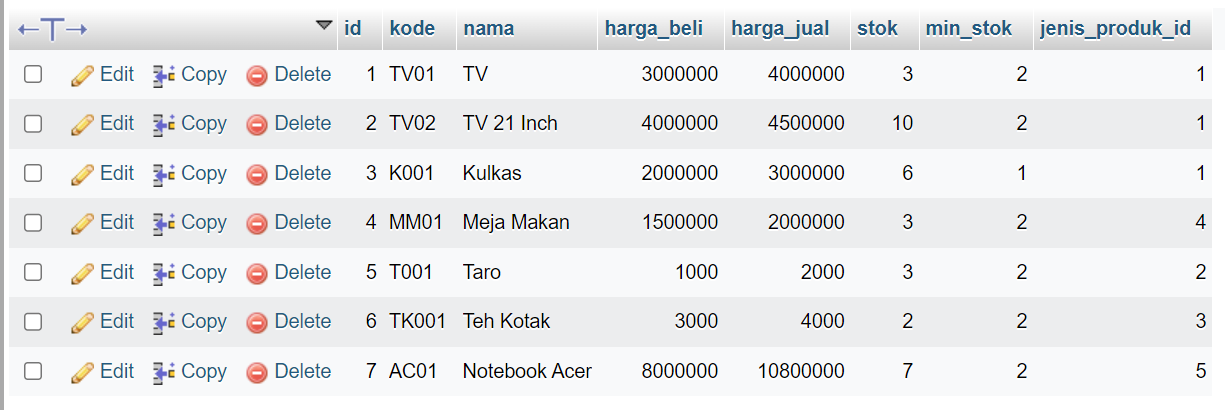 ←T→ id kode nama harga_beli harga_jual stok min_stok jenis_produk_id
Edit Copy Delete 1 TV01 TV 3000000 4000000 3 2 1
Edit Copy Delete 2 TV02 TV 21 Inch 4000000 4500000 10 2 1
Edit Copy Delete 3 K001 Kulkas 2000000 3000000 6 1 1
Edit Copy Delete 4 MM01 Meja Makan 1500000 2000000 3 2 4
Edit Copy Delete 5 T001 Taro 1000 2000 3 2 2
Edit Copy Delete 6 TK001 Teh Kotak 3000 4000 2 2 3
Edit Copy Delete 7 AC01 Notebook Acer 8000000 10800000 7 2 5